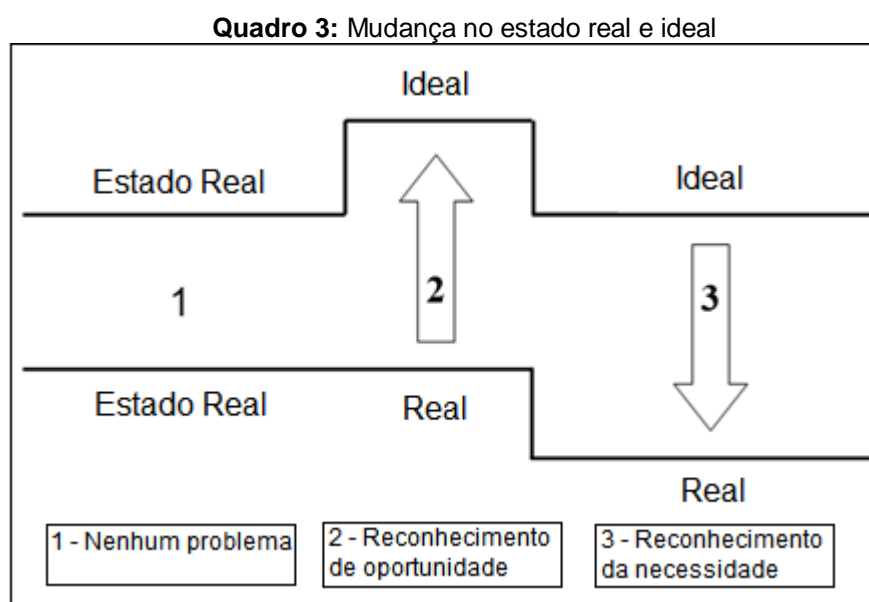 Quadro 3: Mudança no estado real e ideal
Ideal
Estado Real
Ideal
1
2
3
Estado Real
Real
Real
1 - Nenhum problema
2 - Reconhecimento
de oportunidade
3 - Reconhecimento
da necessidade